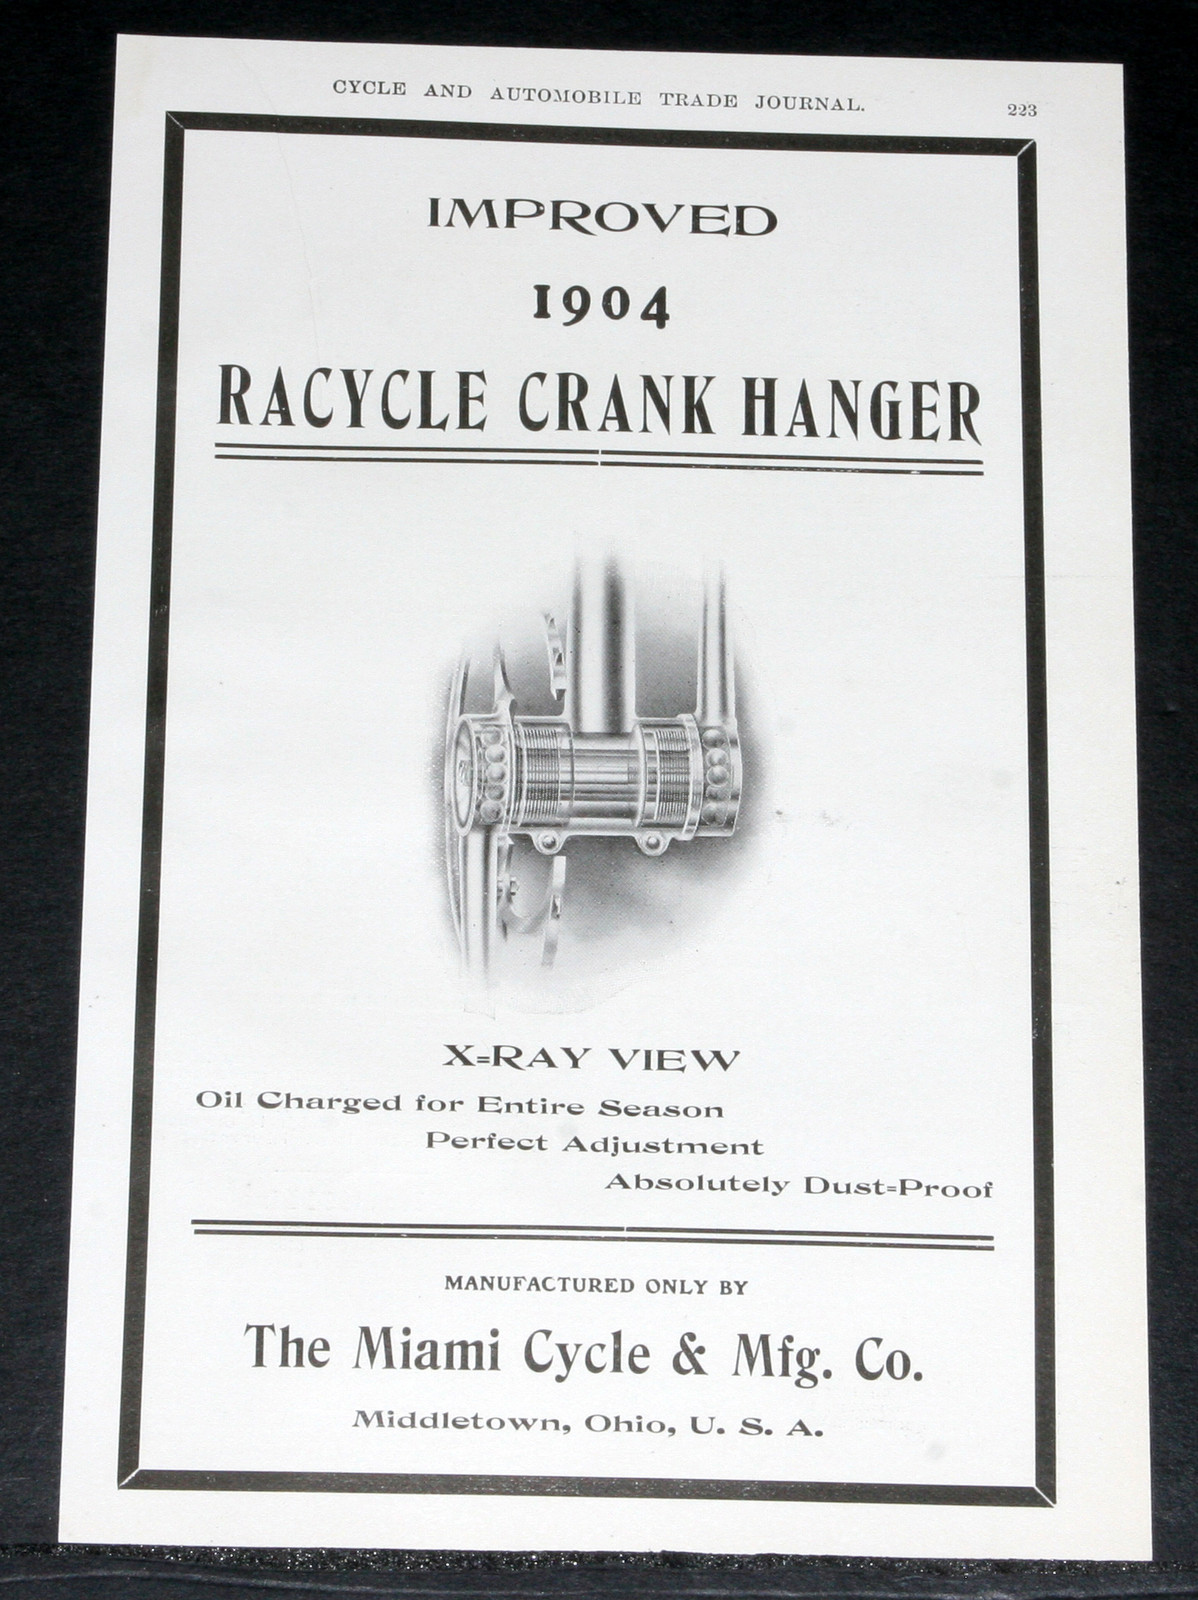 CYCLE AND AUTOMOBILE TRADE JOURNAL. 223
IMPROVED
1904
RACYCLE CRANK HANGER
X=RAY VIEW
Oil Charged for Entire Season
Perfect Adjustment
Absolutely Dust=Proof
MANUFACTURED ONLY BY
The Miami Cycle & Mfg. Co.
Middletown, Ohio, U. S. A.